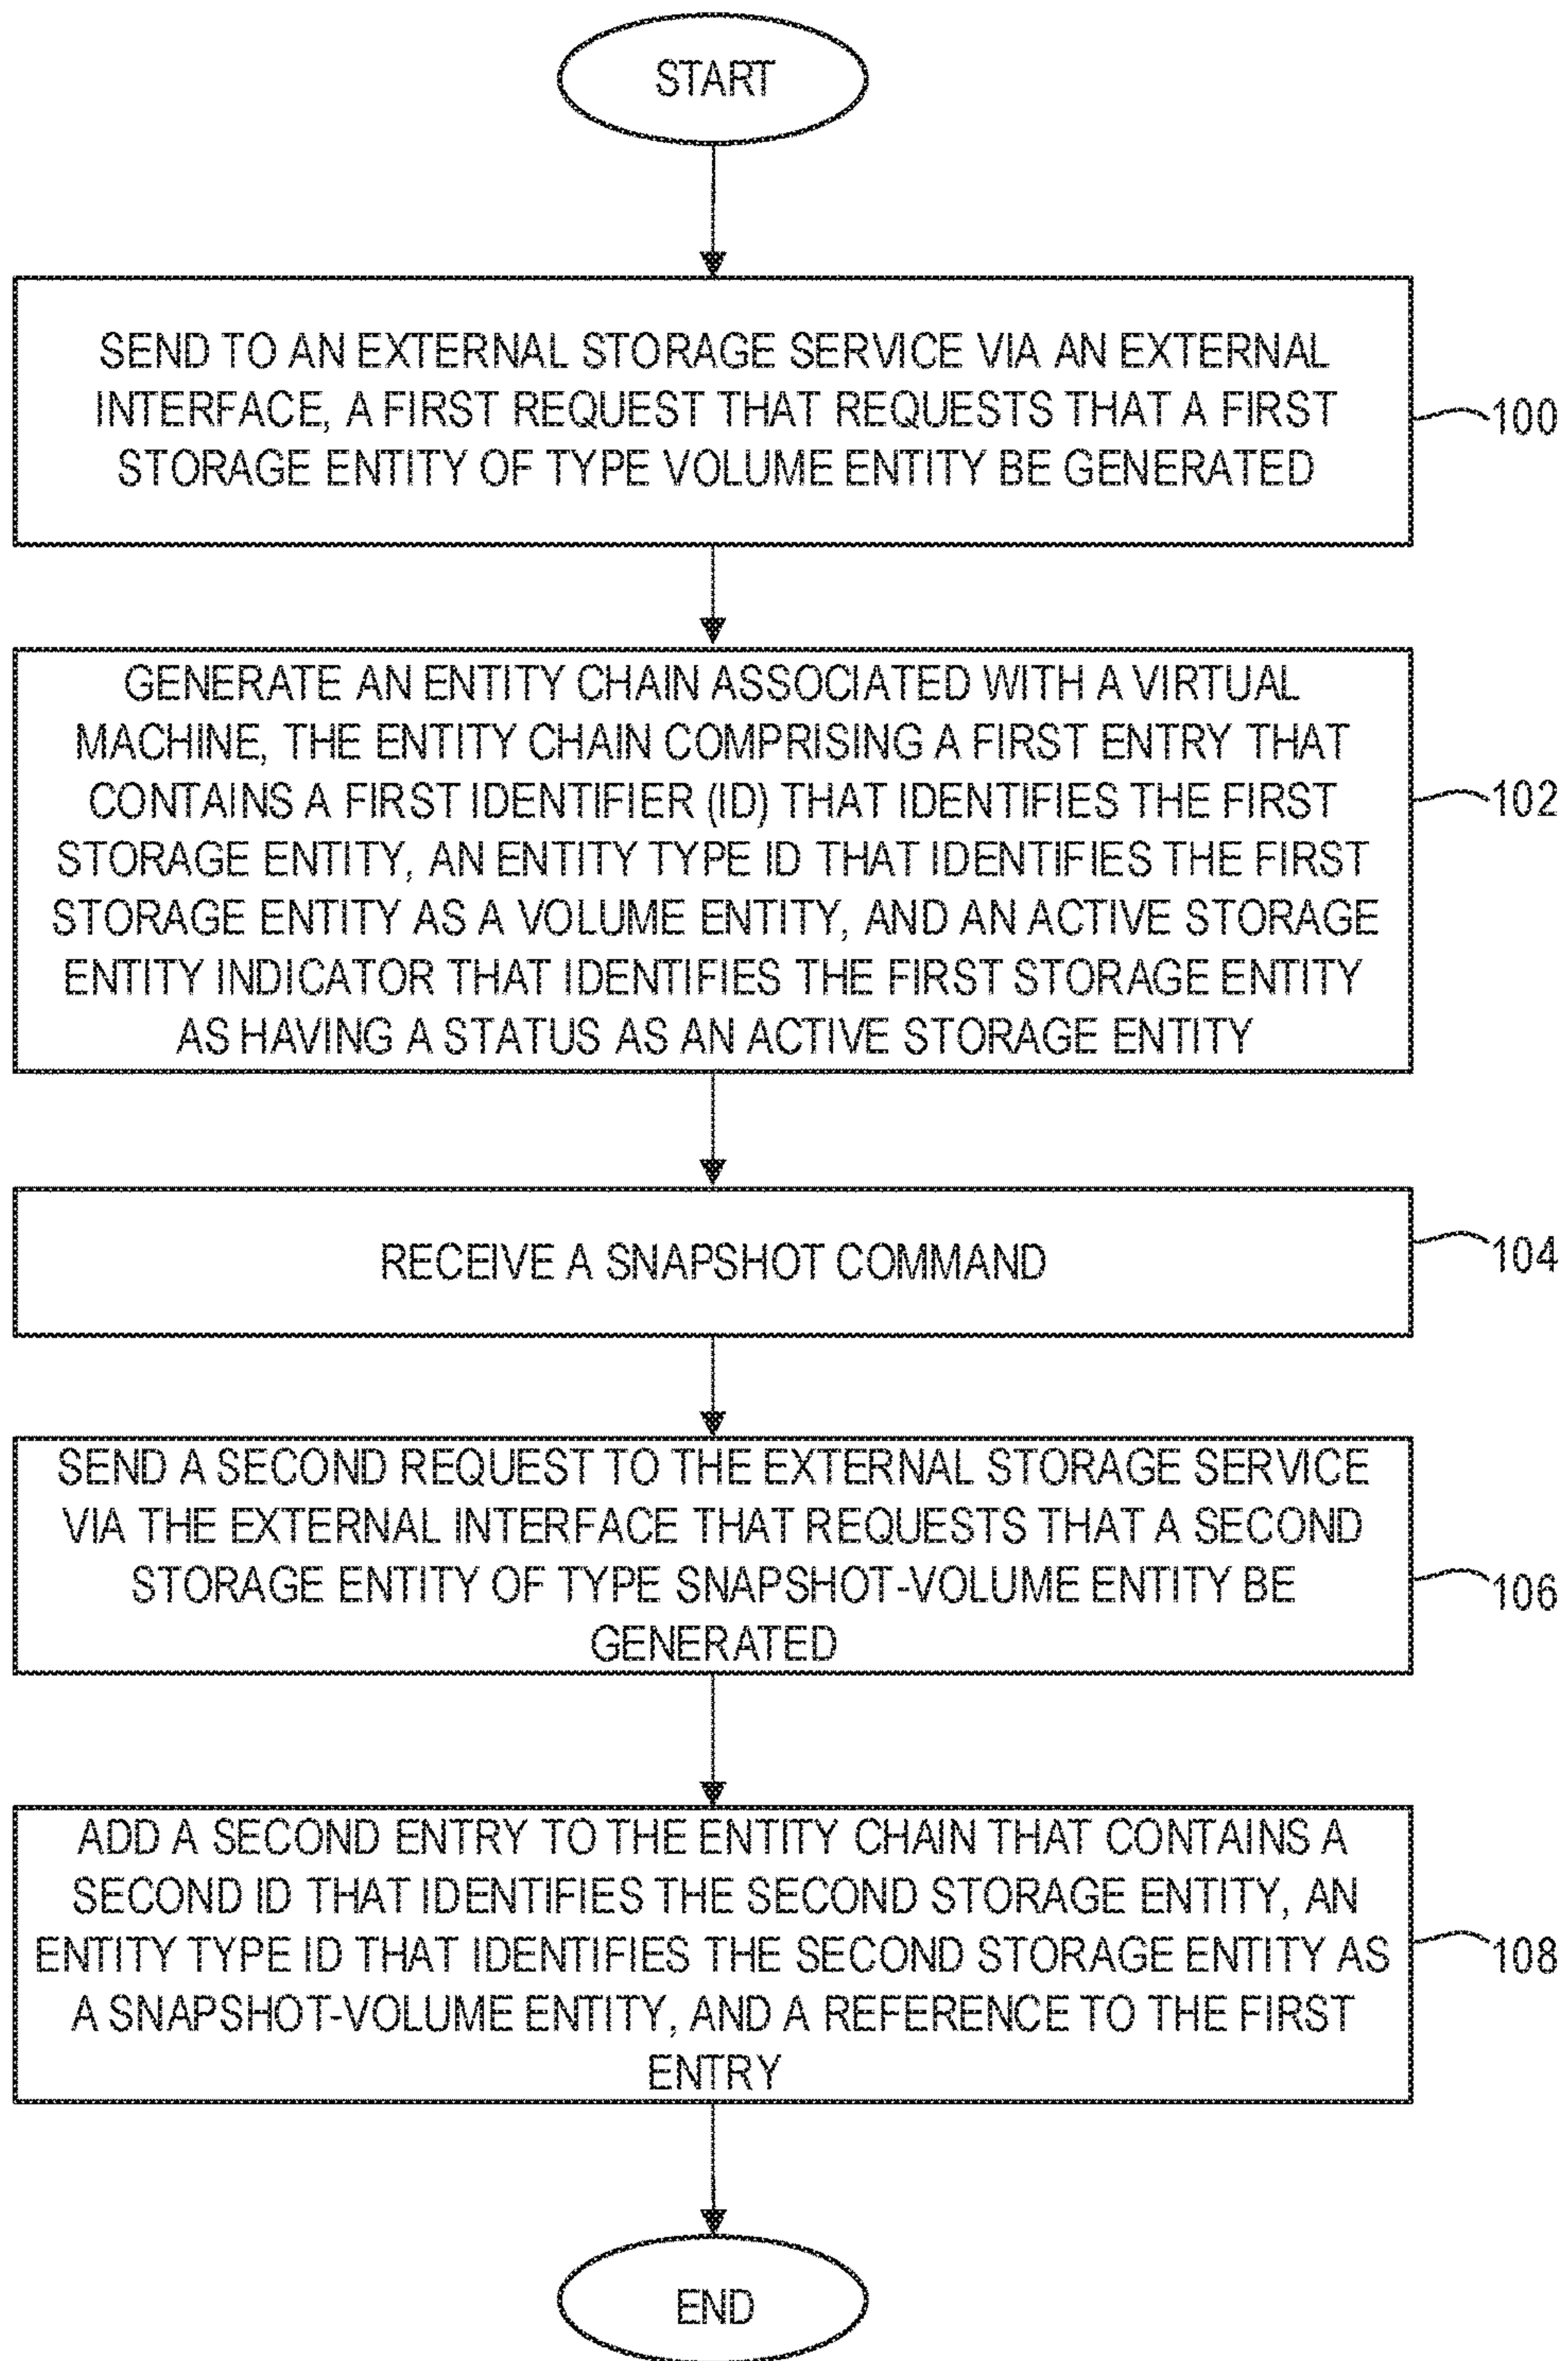 START
SEND TO AN EXTERNAL STORAGE SERVICE VIA AN EXTERNAL
INTERFACE, A FIRST REQUEST THAT REQUESTS THAT A FIRST
STORAGE ENTITY OF TYPE VOLUME ENTITY BE GENERATED
100
GENERATE AN ENTITY CHAIN ASSOCIATED WITH A VIRTUAL
MACHINE, THE ENTITY CHAIN COMPRISING A FIRST ENTRY THAT
CONTAINS A FIRST IDENTIFIER (ID) THAT IDENTIFIES THE FIRST
STORAGE ENTITY, AN ENTITY TYPE ID THAT IDENTIFIES THE FIRST
STORAGE ENTITY AS A VOLUME ENTITY, AND AN ACTIVE STORAGE
ENTITY INDICATOR THAT IDENTIFIES THE FIRST STORAGE ENTITY
AS HAVING A STATUS AS AN ACTIVE STORAGE ENTITY
102
RECEIVE A SNAPSHOT COMMAND
104
SEND A SECOND REQUEST TO THE EXTERNAL STORAGE SERVICE
VIA THE EXTERNAL INTERFACE THAT REQUESTS THAT A SECOND
STORAGE ENTITY OF TYPE SNAPSHOT-VOLUME ENTITY BE
GENERATED
106
ADD A SECOND ENTRY TO THE ENTITY CHAIN THAT CONTAINS A
SECOND ID THAT IDENTIFIES THE SECOND STORAGE ENTITY, AN
ENTITY TYPE ID THAT IDENTIFIES THE SECOND STORAGE ENTITY AS
A SNAPSHOT-VOLUME ENTITY, AND A REFERENCE TO THE FIRST
ENTRY
108
END